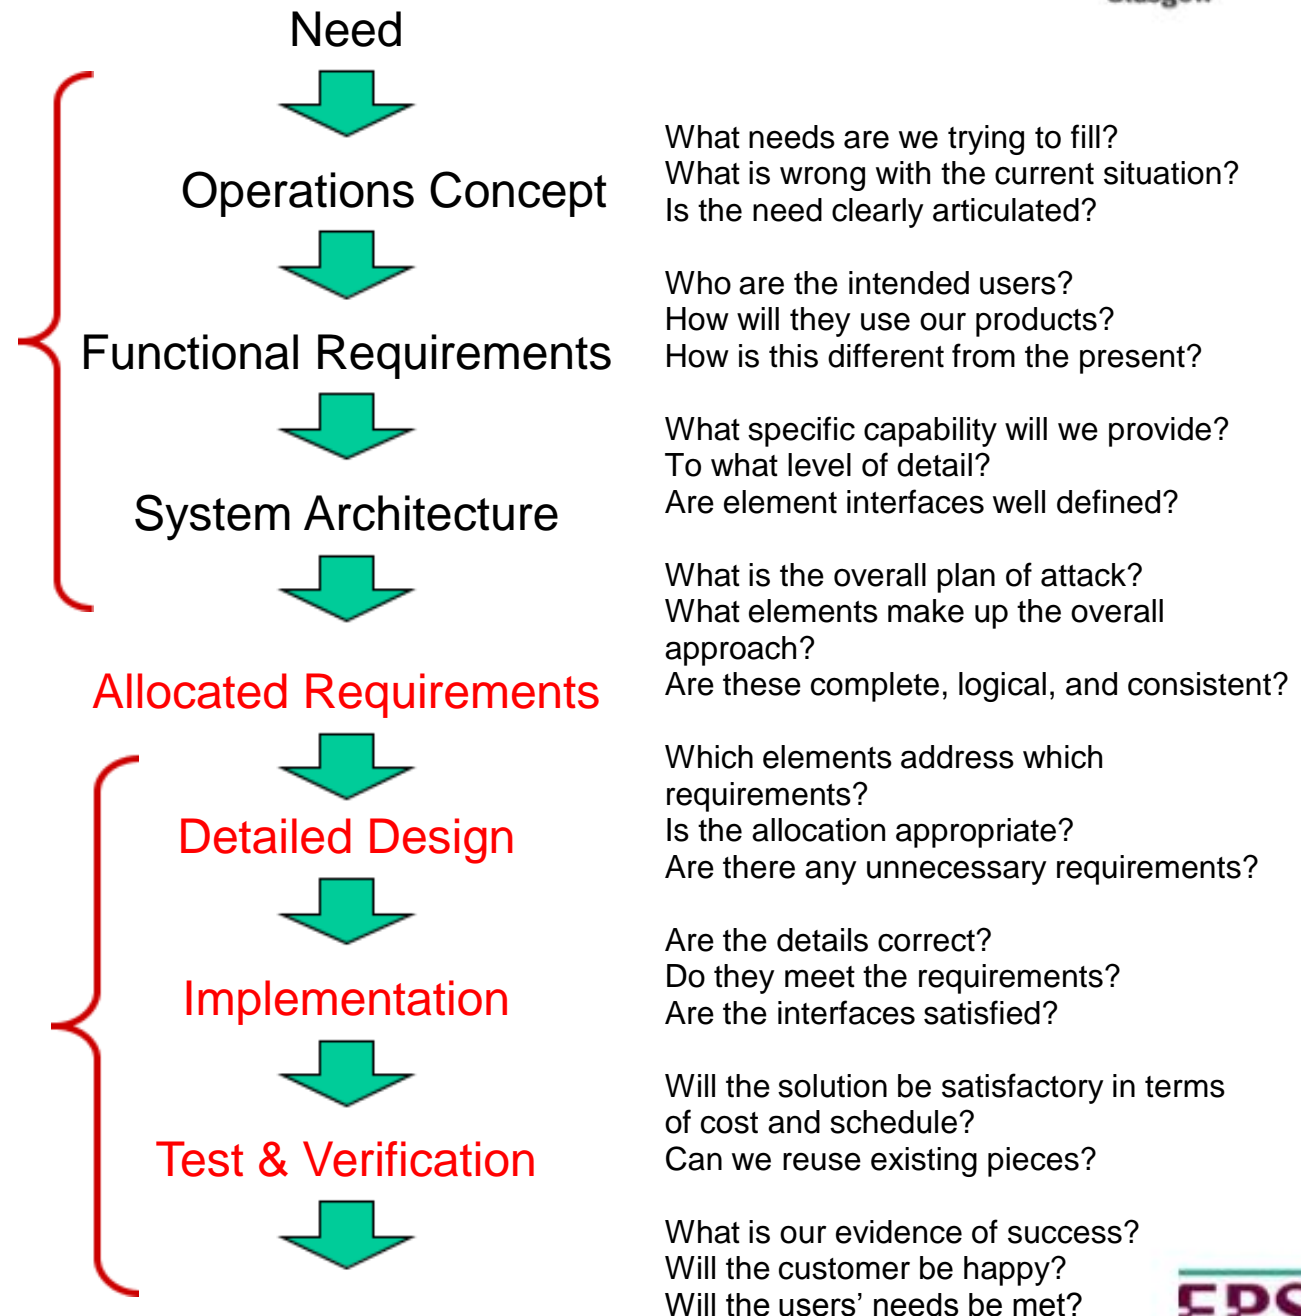 Need
Operations Concept
Functional Requirements
System Architecture
Allocated Requirements
Detailed Design
Implementation
Test & Verification
What needs are we trying to fill?
What is wrong with the current situation?
Is the need clearly articulated?
Who are the intended users?
How will they use our products?
How is this different from the present?
What specific capability will we provide?
To what level of detail?
Are element interfaces well defined?
What is the overall plan of attack?
What elements make up the overall
approach?
Are these complete, logical, and consistent?
Which elements address which
requirements?
Is the allocation appropriate?
Are there any unnecessary requirements?
Are the details correct?
Do they meet the requirements?
Are the interfaces satisfied?
Will the solution be satisfactory in terms
of cost and schedule?
Can we reuse existing pieces?
What is our evidence of success?
Will the customer be happy?
Will the users’ needs be met?